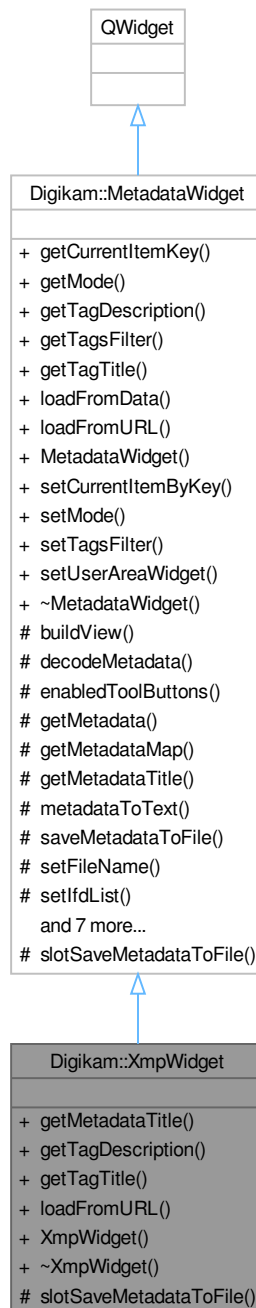 QWidget
Digikam::MetadataWidget
+ getCurrentItemKey()
+ getMode()
+ getTagDescription()
+ getTagsFilter()
+ getTagTitle()
+ loadFromData()
+ loadFromURL()
+ MetadataWidget()
+ setCurrentItemByKey()
+ setMode()
+ setTagsFilter()
+ setUserAreaWidget()
+ ~MetadataWidget()
# buildView()
# decodeMetadata()
# enabledToolButtons()
# getMetadata()
# getMetadataMap()
# getMetadataTitle()
# metadataToText()
# saveMetadataToFile()
# setFileName()
# setIfdList()
and 7 more...
# slotSaveMetadataToFile()
Digikam::XmpWidget
+ getMetadataTitle()
+ getTagDescription()
+ getTagTitle()
+ loadFromURL()
+ XmpWidget()
+ ~XmpWidget()
# slotSaveMetadataToFile()